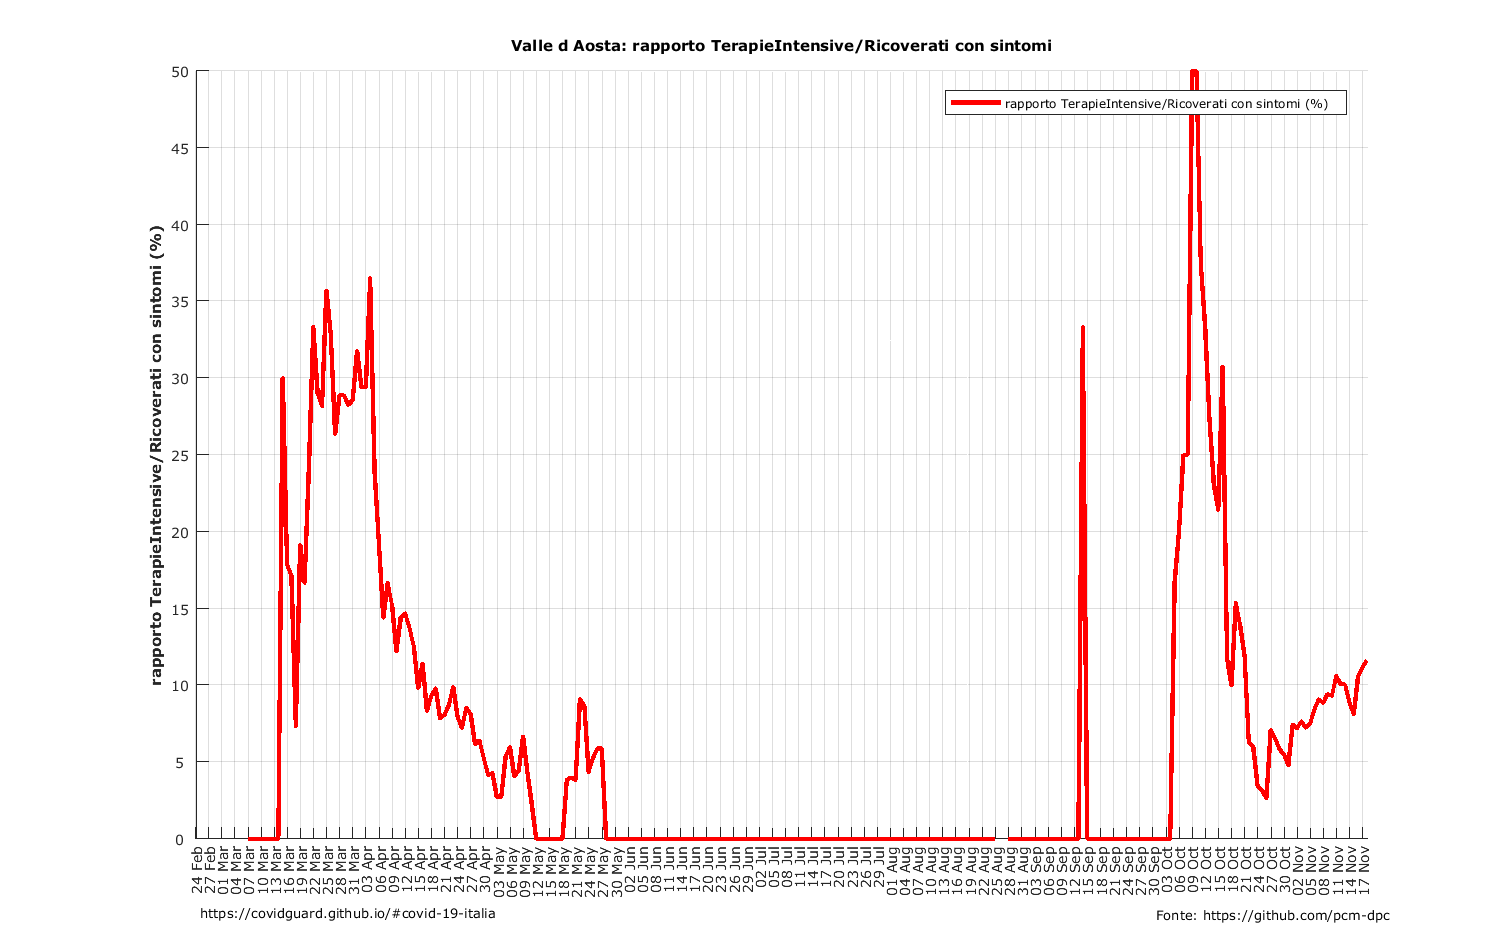 Valle d Aosta: rapporto TerapieIntensive/Ricoverati con sintomi
rapporto TerapieIntensive/Ricoverati con sintomi (%)
rapporto TerapieIntensive/Ricoverati con sintomi (%)
50
45
40
35
30
25
20
15
10
5
0
24 Feb
27 Feb
01 Mar
04 Mar
07 Mar
10 Mar
13 Mar
16 Mar
19 Mar
22 Mar
25 Mar
28 Mar
31 Mar
03 Apr
06 Apr
09 Apr
12 Apr
15 Apr
18 Apr
21 Apr
24 Apr
27 Apr
30 Apr
03 May
06 May
09 May
12 May
15 May
18 May
21 May
24 May
27 May
30 May
02 Jun
05 Jun
08 Jun
11 Jun
14 Jun
17 Jun
20 Jun
23 Jun
26 Jun
29 Jun
02 Jul
05 Jul
08 Jul
11 Jul
14 Jul
17 Jul
20 Jul
23 Jul
26 Jul
29 Jul
01 Aug
04 Aug
07 Aug
10 Aug
13 Aug
16 Aug
19 Aug
22 Aug
25 Aug
28 Aug
31 Aug
03 Sep
06 Sep
09 Sep
12 Sep
15 Sep
18 Sep
21 Sep
24 Sep
27 Sep
30 Sep
03 Oct
06 Oct
09 Oct
12 Oct
15 Oct
18 Oct
21 Oct
24 Oct
27 Oct
30 Oct
02 Nov
05 Nov
08 Nov
11 Nov
14 Nov
17 Nov
https://covidguard.github.io/#covid-19-italia
Fonte: https://github.com/pcm-dpc